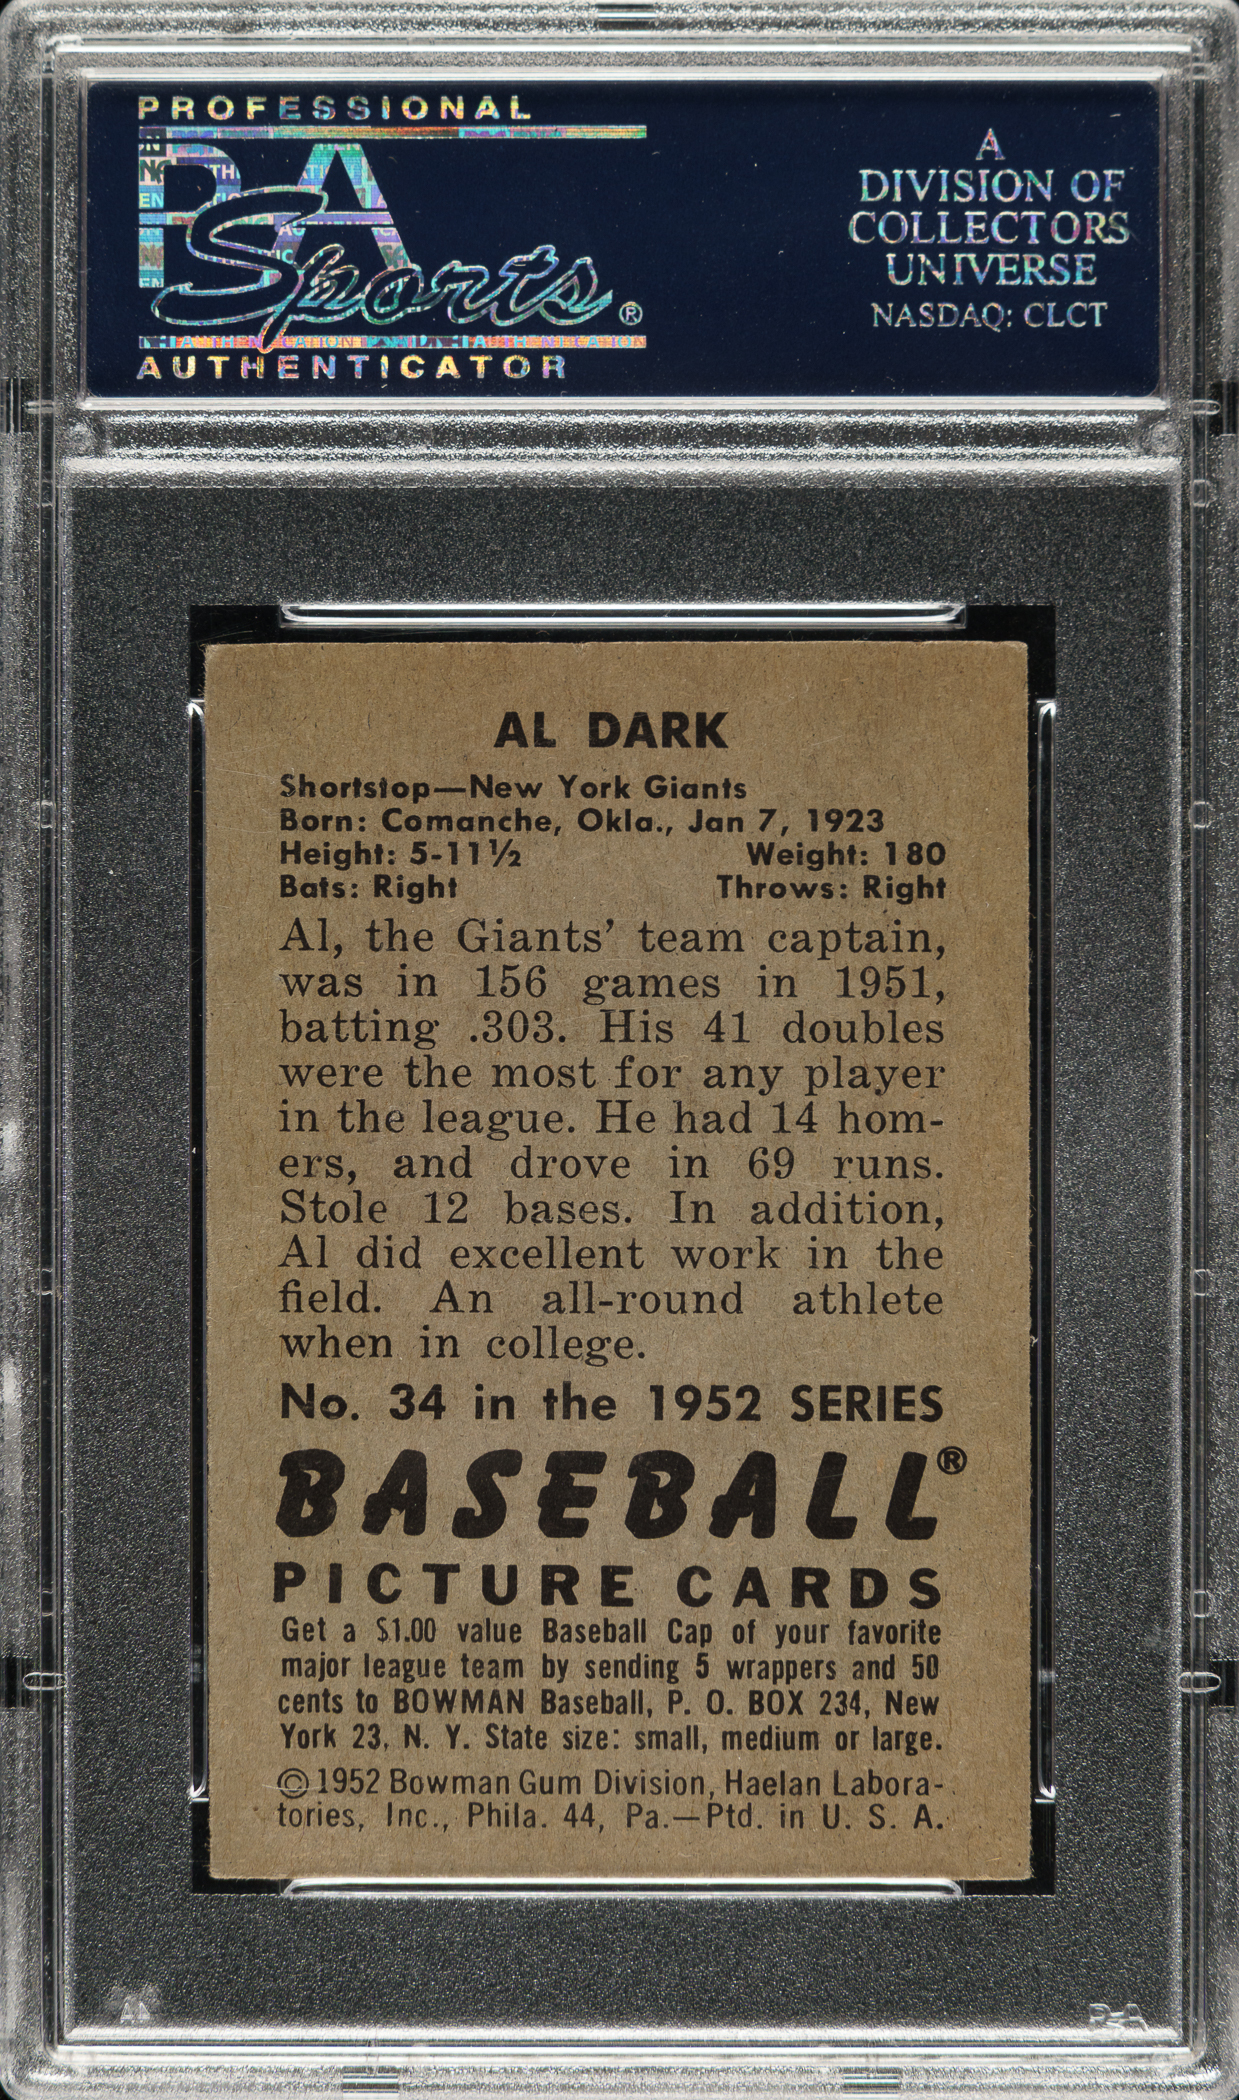 PROFESSIONAL
PSA
Sports®
AUTHENTICATOR
A
DIVISION OF
COLLECTORS
UNIVERSE
NASDAQ: CLCT
AL DARK
Shortstop—New York Giants
Born: Comanche, Okla., Jan 7, 1923
Height: 5-11½ Weight: 180
Bats: Right Throws: Right
Al, the Giants' team captain,
was in 156 games in 1951,
batting .303. His 41 doubles
were the most for any player
in the league. He had 14 hom-
ers, and drove in 69 runs.
Stole 12 bases. In addition,
Al did excellent work in the
field. An all-round athlete
when in college.
No. 34 in the 1952 SERIES
BASEBALL®
PICTURE CARDS
Get a $1.00 value Baseball Cap of your favorite
major league team by sending 5 wrappers and 50
cents to BOWMAN Baseball, P. O. BOX 234, New
York 23, N. Y. State size: small, medium or large.
©1952 Bowman Gum Division, Haelan Labora-
tories, Inc., Phila. 44, Pa.—Ptd. in U. S. A.